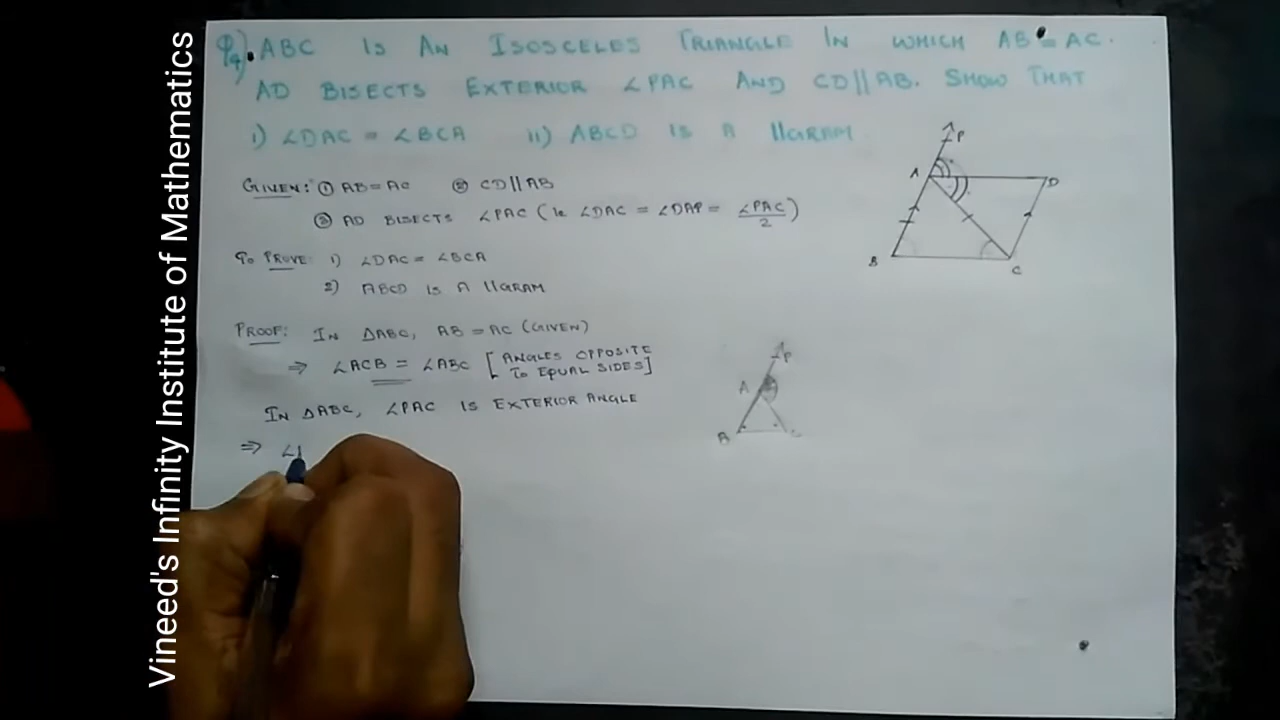 Vineed's Infinity Institute of Mathematics
ABC IS AN ISOSCELES TRIANGLE IN WHICH AB = AC.
AD BISECTS EXTERIOR ∠PAC AND CD||AB. SHOW THAT
i) ∠DAC = ∠BCA ii) ABCD IS A ||GRAM
GIVEN: ① AB = AC ② CD||AB
③ AD BISECTS ∠PAC (ie ∠DAC = ∠DAP = ∠PAC/2)
TO PROVE: 1) ∠DAC = ∠BCA
2) ABCD IS A ||GRAM
PROOF: IN △ABC, AB = AC (GIVEN)
⇒ ∠ACB = ∠ABC [ANGLES OPPOSITE
TO EQUAL SIDES]
IN △ABC, ∠PAC IS EXTERIOR ANGLE
⇒ ∠
P
A
D
B
C
P
A
B